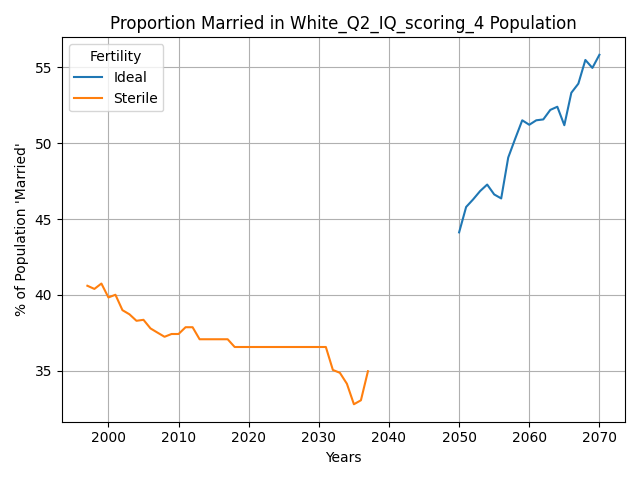 Proportion Married in White_Q2_IQ_scoring_4 Population
Fertility
Ideal
Sterile
% of Population 'Married'
55
50
45
40
35
2000 2010 2020 2030 2040 2050 2060 2070
Years